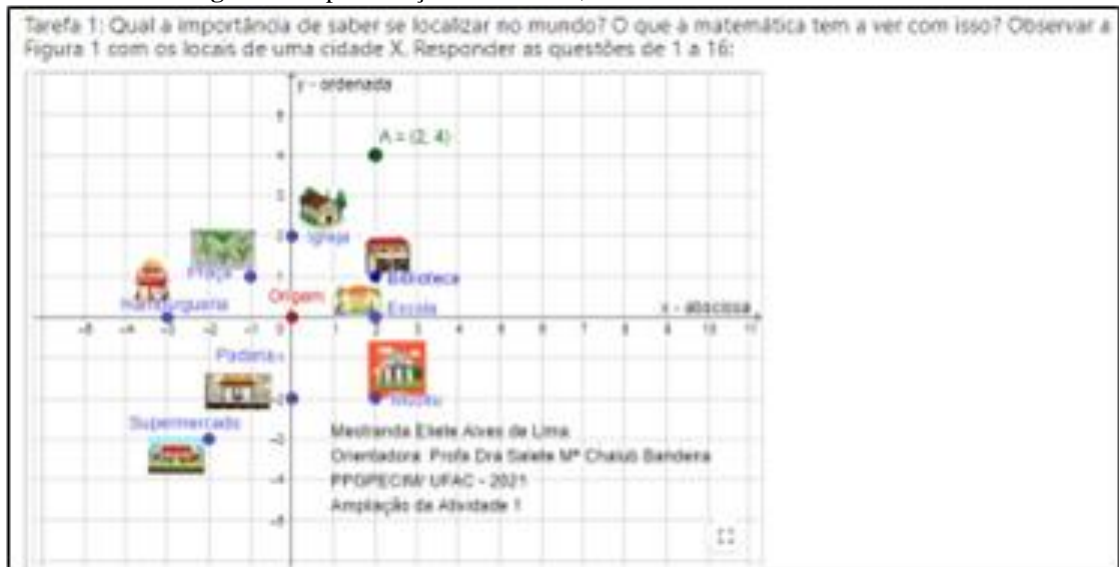 Tarefa 1: Qual a importância de saber se localizar no mundo? O que a matemática tem a ver com isso? Observar a
Figura 1 com os locais de uma cidade X. Responder as questões de 1 a 16:
y - ordenada
A = (2, 4)
Igreja
Praça
Biblioteca
Hamburgueria
Origem
Escola
x - abscissa
Padaria
Museu
Supermercado
Mestranda Eliete Alves de Lima
Orientadora: Profa Dra Salete Mª Chalub Bandeira
PPGPECIM/ UFAC - 2021
Ampliação da Atividade 1